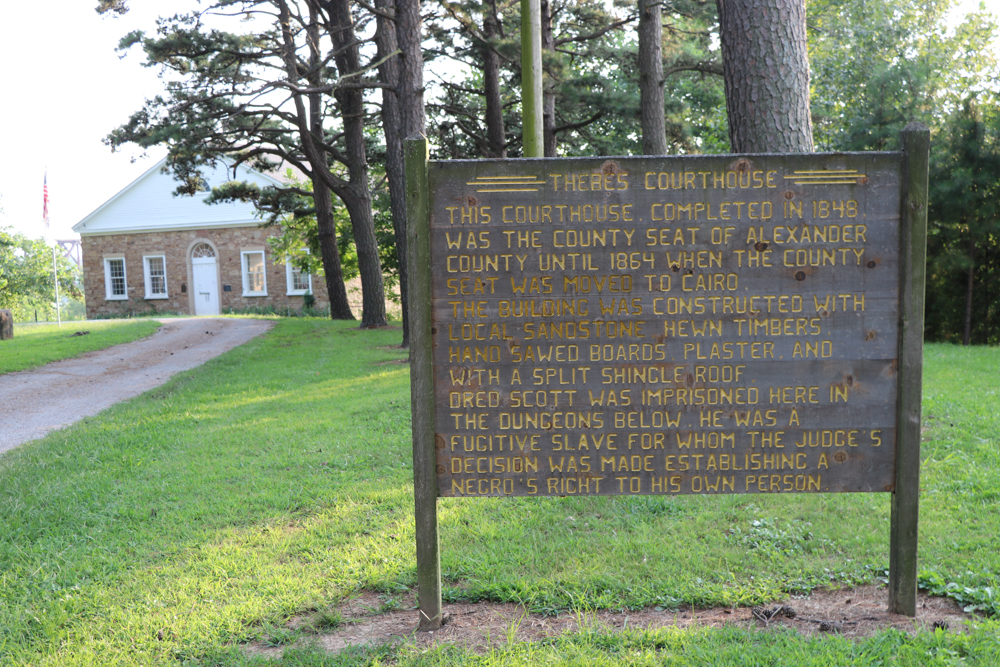 THEBES COURTHOUSE
THIS COURTHOUSE, COMPLETED IN 1848,
WAS THE COUNTY SEAT OF ALEXANDER
COUNTY UNTIL 1864 WHEN THE COUNTY
SEAT WAS MOVED TO CAIRO.
THE BUILDING WAS CONSTRUCTED WITH
LOCAL SANDSTONE, HEWN TIMBERS,
HAND SAWED BOARDS, PLASTER, AND
WITH A SPLIT SHINGLE ROOF.
DRED SCOTT WAS IMPRISONED HERE IN
THE DUNGEONS BELOW. HE WAS A
FUGITIVE SLAVE FOR WHOM THE JUDGE'S
DECISION WAS MADE ESTABLISHING A
NEGRO'S RIGHT TO HIS OWN PERSON.